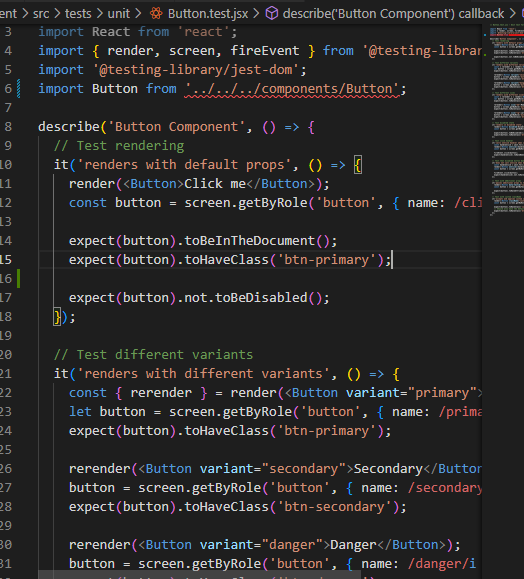 ent > src > tests > unit > Button.test.jsx > describe('Button Component') callback >
3 import React from 'react';
4 import { render, screen, fireEvent } from '@testing-librar
5 import '@testing-library/jest-dom';
6 import Button from '../../../components/Button';
7
8 describe('Button Component', () => {
9 // Test rendering
10 it('renders with default props', () => {
11 render(<Button>Click me</Button>);
12 const button = screen.getByRole('button', { name: /cli
13
14 expect(button).toBeInTheDocument();
15 expect(button).toHaveClass('btn-primary');
16
17 expect(button).not.toBeDisabled();
18 });
19
20 // Test different variants
21 it('renders with different variants', () => {
22 const { rerender } = render(<Button variant="primary">
23 let button = screen.getByRole('button', { name: /prima
24 expect(button).toHaveClass('btn-primary');
25
26 rerender(<Button variant="secondary">Secondary</Button
27 button = screen.getByRole('button', { name: /secondary
28 expect(button).toHaveClass('btn-secondary');
29
30 rerender(<Button variant="danger">Danger</Button>);
31 button = screen.getByRole('button', { name: /danger/i